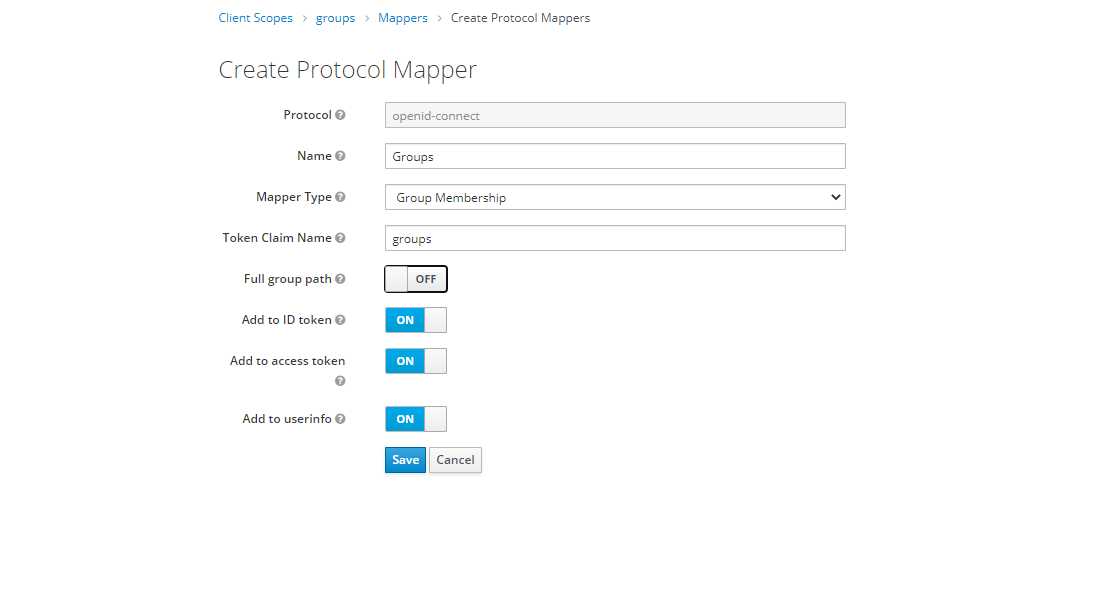 Client Scopes > groups > Mappers > Create Protocol Mappers
Create Protocol Mapper
Protocol
openid-connect
Name
Groups
Mapper Type
Group Membership
Token Claim Name
groups
Full group path
OFF
Add to ID token
ON
Add to access token
ON
Add to userinfo
ON
Save Cancel